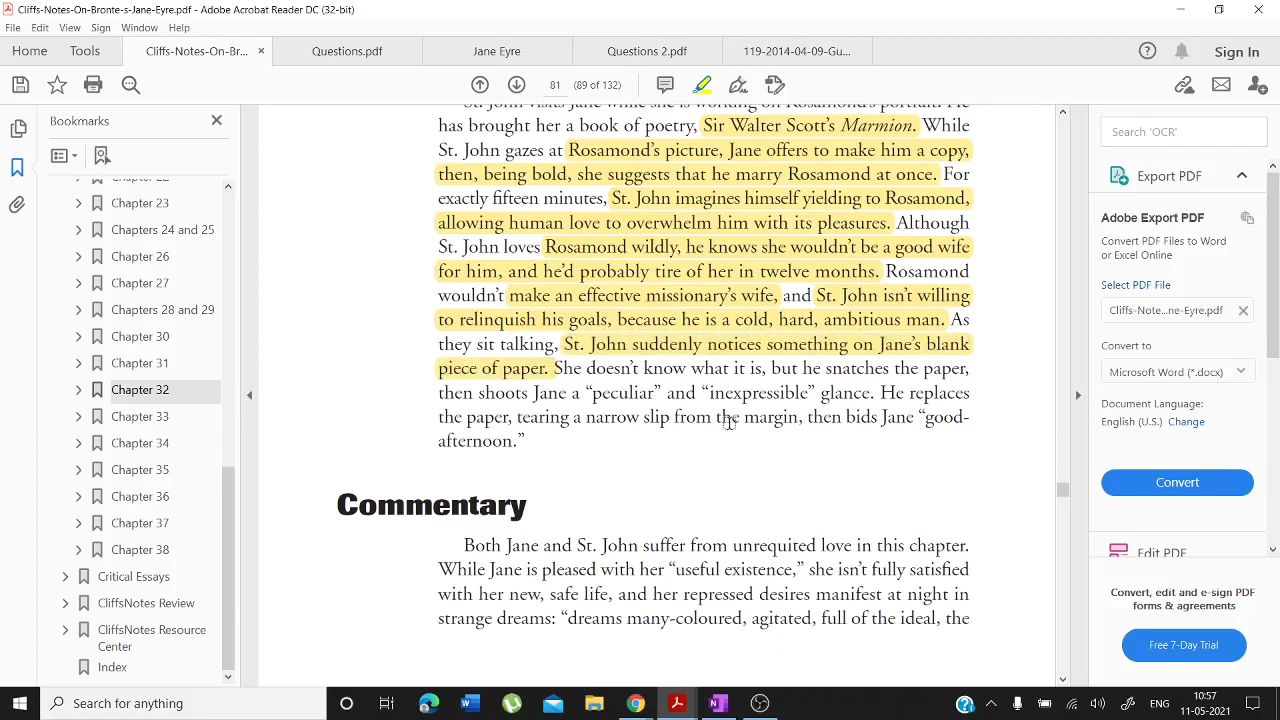 Cliffs-Notes-On-Bronte-s-Jane-Eyre.pdf - Adobe Acrobat Reader DC (32-bit)
File Edit View Sign Window Help
Home Tools Cliffs-Notes-On-Br... × Questions.pdf Jane Eyre Questions 2.pdf 119-2014-04-09-Gu... Sign In
81 (89 of 132)
Bookmarks
Chapter 22
Chapter 23
Chapters 24 and 25
Chapter 26
Chapter 27
Chapters 28 and 29
Chapter 30
Chapter 31
Chapter 32
Chapter 33
Chapter 34
Chapter 35
Chapter 36
Chapter 37
Chapter 38
Critical Essays
CliffsNotes Review
CliffsNotes Resource
Center
Index
St. John visits Jane while she is working on Rosamond's portrait. He
has brought her a book of poetry, Sir Walter Scott's Marmion. While
St. John gazes at Rosamond's picture, Jane offers to make him a copy,
then, being bold, she suggests that he marry Rosamond at once. For
exactly fifteen minutes, St. John imagines himself yielding to Rosamond,
allowing human love to overwhelm him with its pleasures. Although
St. John loves Rosamond wildly, he knows she wouldn't be a good wife
for him, and he'd probably tire of her in twelve months. Rosamond
wouldn't make an effective missionary's wife, and St. John isn't willing
to relinquish his goals, because he is a cold, hard, ambitious man. As
they sit talking, St. John suddenly notices something on Jane's blank
piece of paper. She doesn't know what it is, but he snatches the paper,
then shoots Jane a “peculiar” and “inexpressible” glance. He replaces
the paper, tearing a narrow slip from the margin, then bids Jane “good-
afternoon.”
Commentary
Both Jane and St. John suffer from unrequited love in this chapter.
While Jane is pleased with her “useful existence,” she isn't fully satisfied
with her new, safe life, and her repressed desires manifest at night in
strange dreams: “dreams many-coloured, agitated, full of the ideal, the
Search 'OCR'
Export PDF
Adobe Export PDF
Convert PDF Files to Word
or Excel Online
Select PDF File
Cliffs-Note...ne-Eyre.pdf
Convert to
Microsoft Word (*.docx)
Document Language:
English (U.S.) Change
Convert
Edit PDF
Convert, edit and e-sign PDF
forms & agreements
Free 7-Day Trial
Search for anything
ENG
10:57
11-05-2021